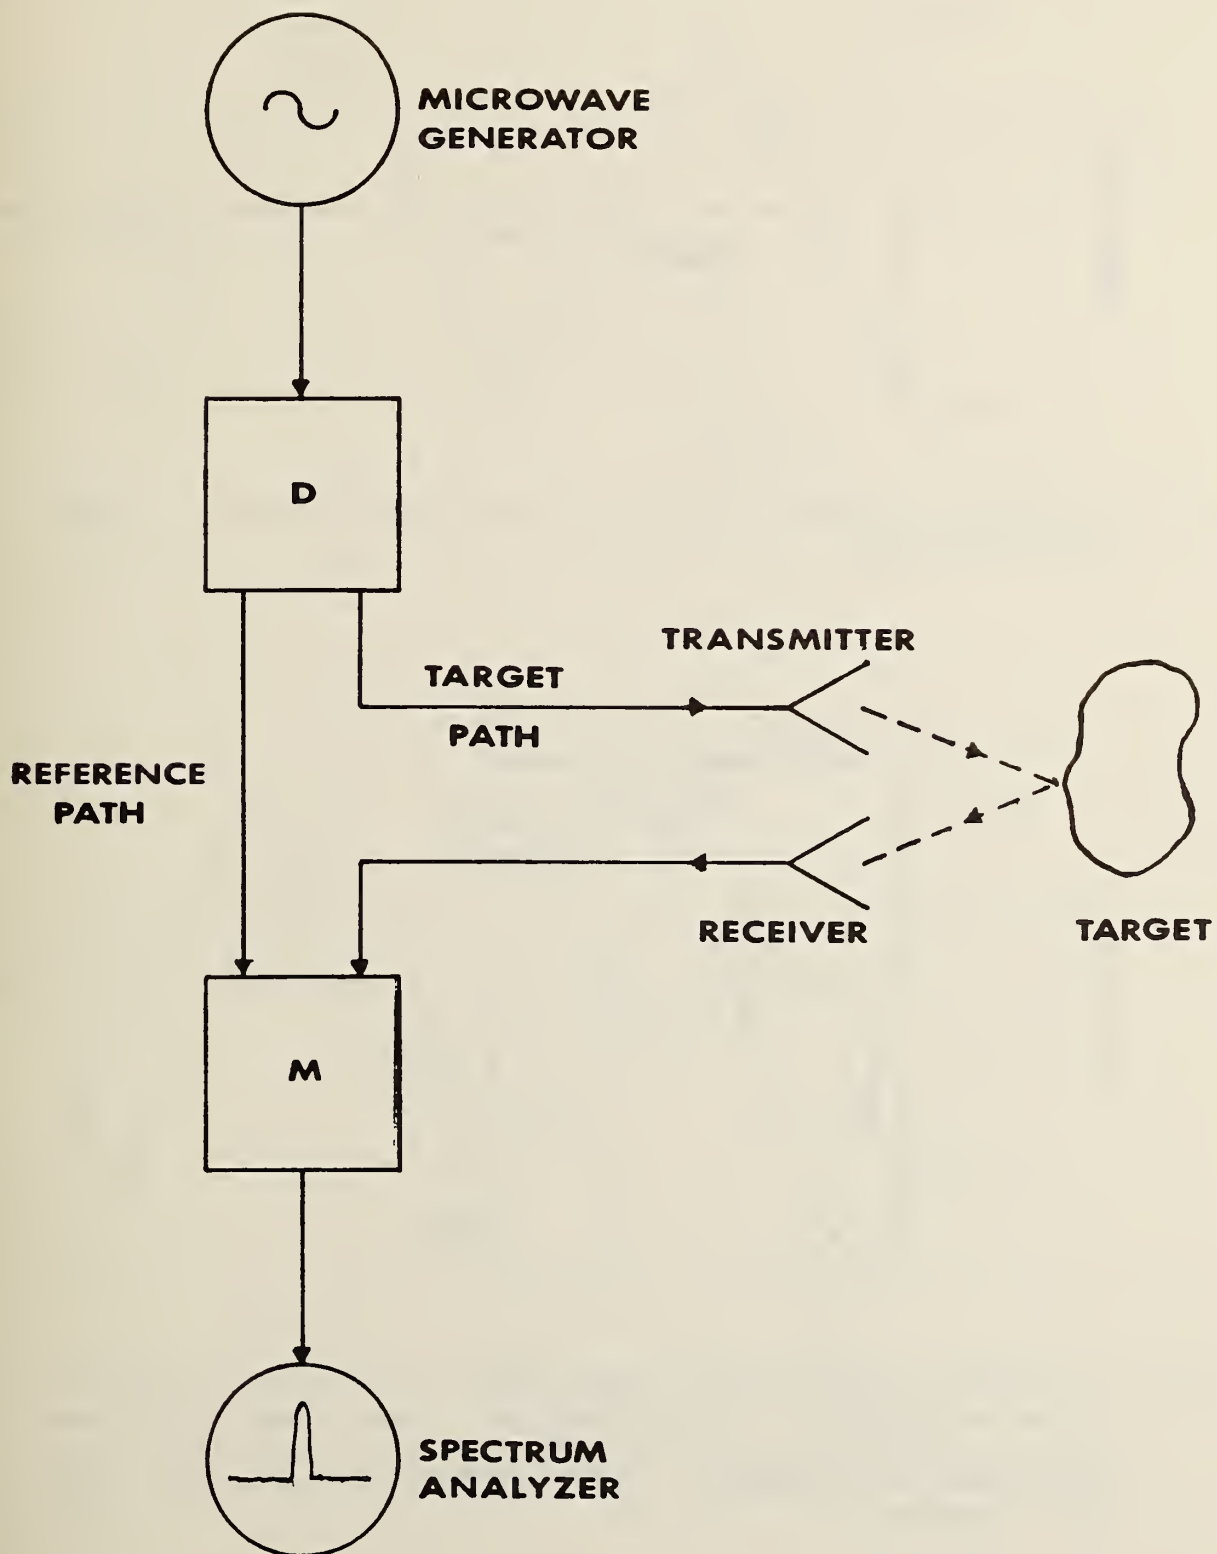 MICROWAVE
GENERATOR
D
TRANSMITTER
TARGET
PATH
REFERENCE
PATH
RECEIVER
TARGET
M
SPECTRUM
ANALYZER